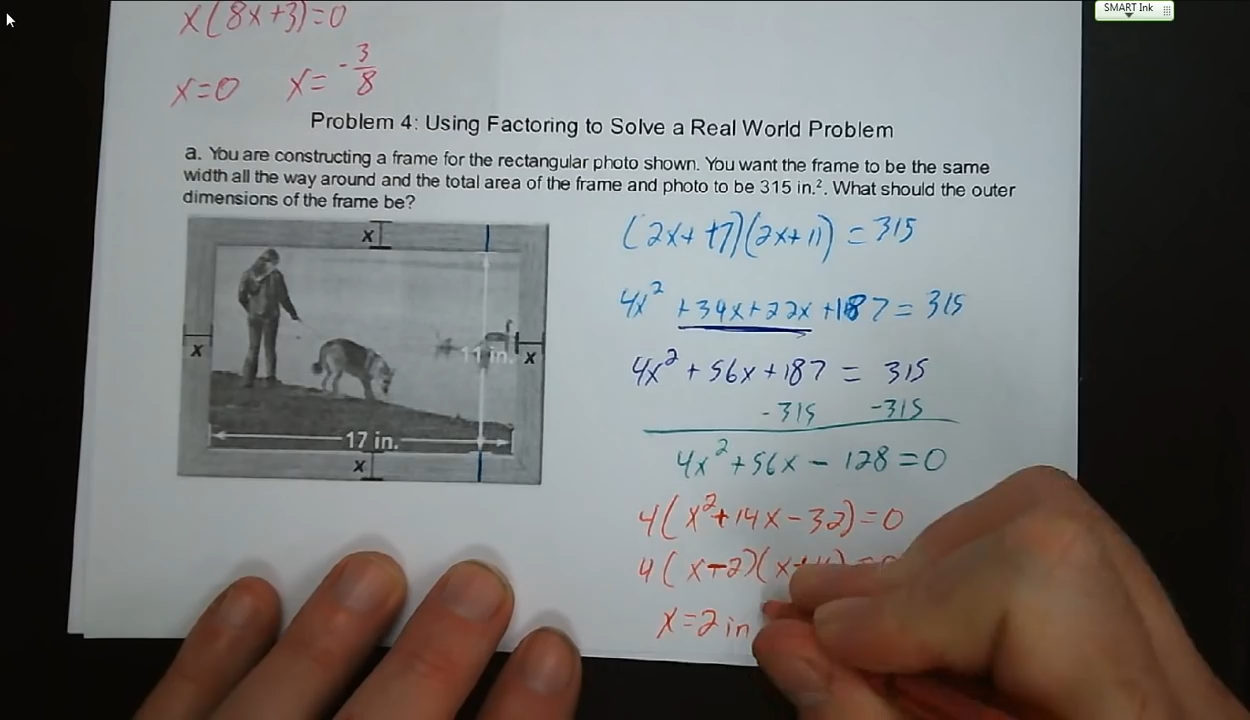 SMART Ink
x(8x+3)=0
x=0 x= -3/8
Problem 4: Using Factoring to Solve a Real World Problem
a. You are constructing a frame for the rectangular photo shown. You want the frame to be the same
width all the way around and the total area of the frame and photo to be 315 in.². What should the outer
dimensions of the frame be?
x
x
11 in.
x
17 in.
x
(2x+ +7)(2x+11) = 315
4x² +34x+22x +187 = 315
4x² + 56x + 187 = 315
-315 -315
4x² + 56x - 128 = 0
4(x²+14x-32)=0
4(x-2)(x+
x=2in